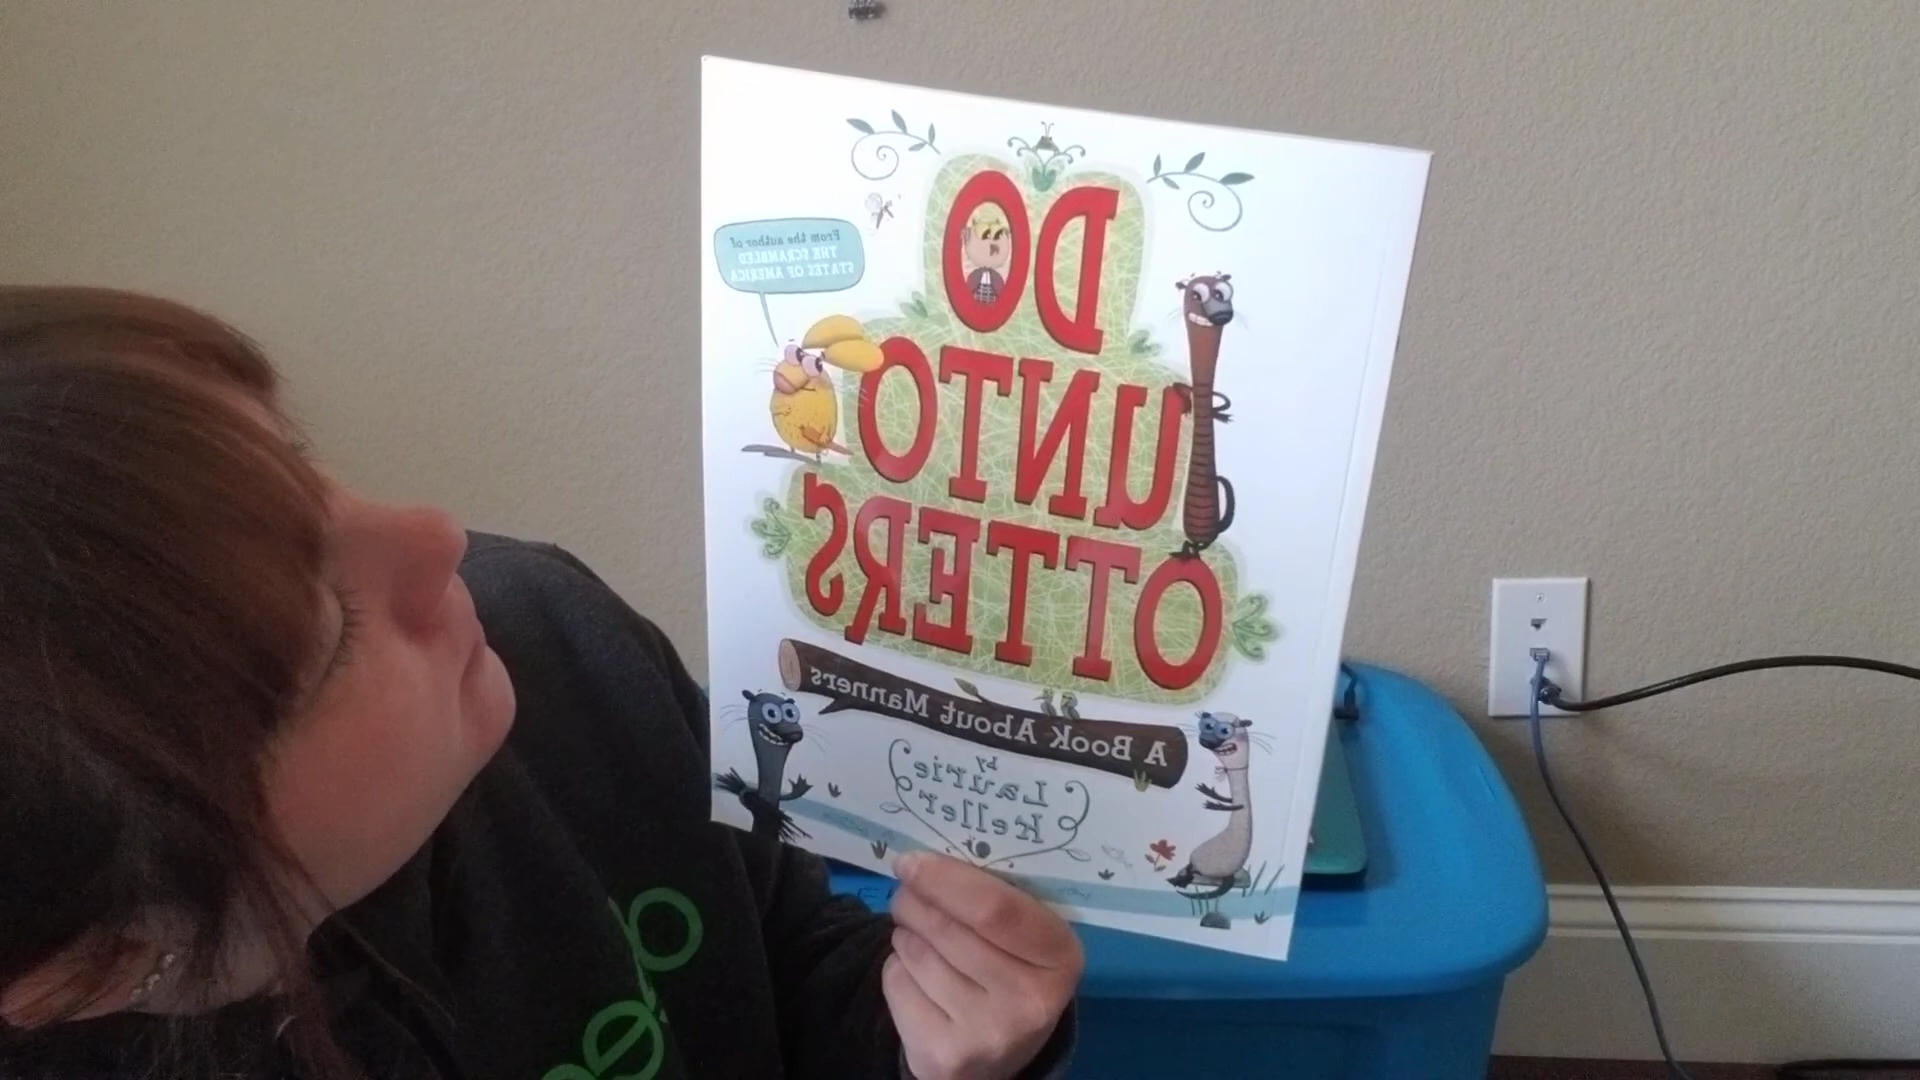 DO
UNTO
OTTERS
From the author of
THE SCRAMBLED
STATES OF AMERICA
A Book About Manners
by
Laurie
Keller